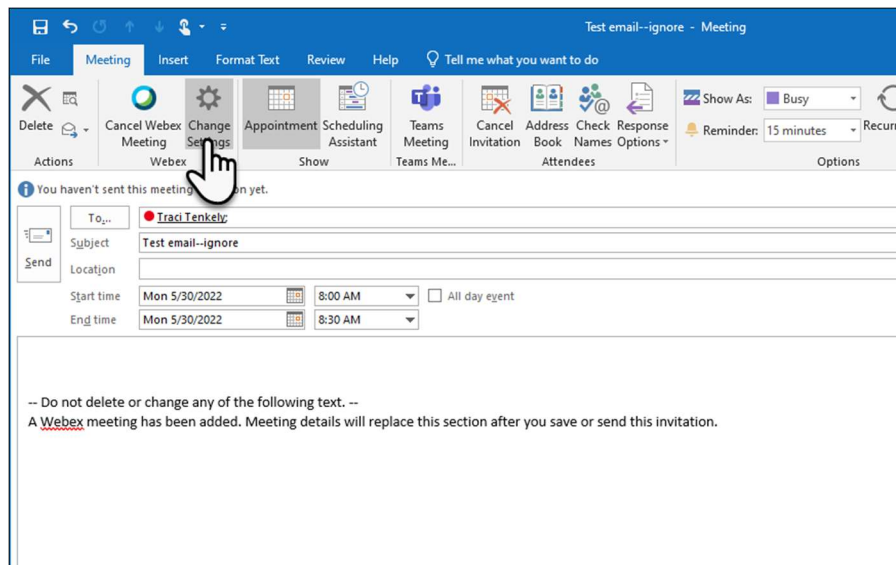 Test email--ignore - Meeting
File Meeting Insert Format Text Review Help Tell me what you want to do
Delete
Cancel Webex Meeting
Change Settings
Appointment
Scheduling Assistant
Teams Meeting
Cancel Invitation
Address Book
Check Names
Response Options
Show As: Busy
Reminder: 15 minutes
Actions Webex Show Teams Me... Attendees Options
You haven't sent this meeting yet.
To... Traci Tenkely;
Subject Test email--ignore
Send
Location
Start time Mon 5/30/2022 8:00 AM All day event
End time Mon 5/30/2022 8:30 AM
-- Do not delete or change any of the following text. --
A Webex meeting has been added. Meeting details will replace this section after you save or send this invitation.